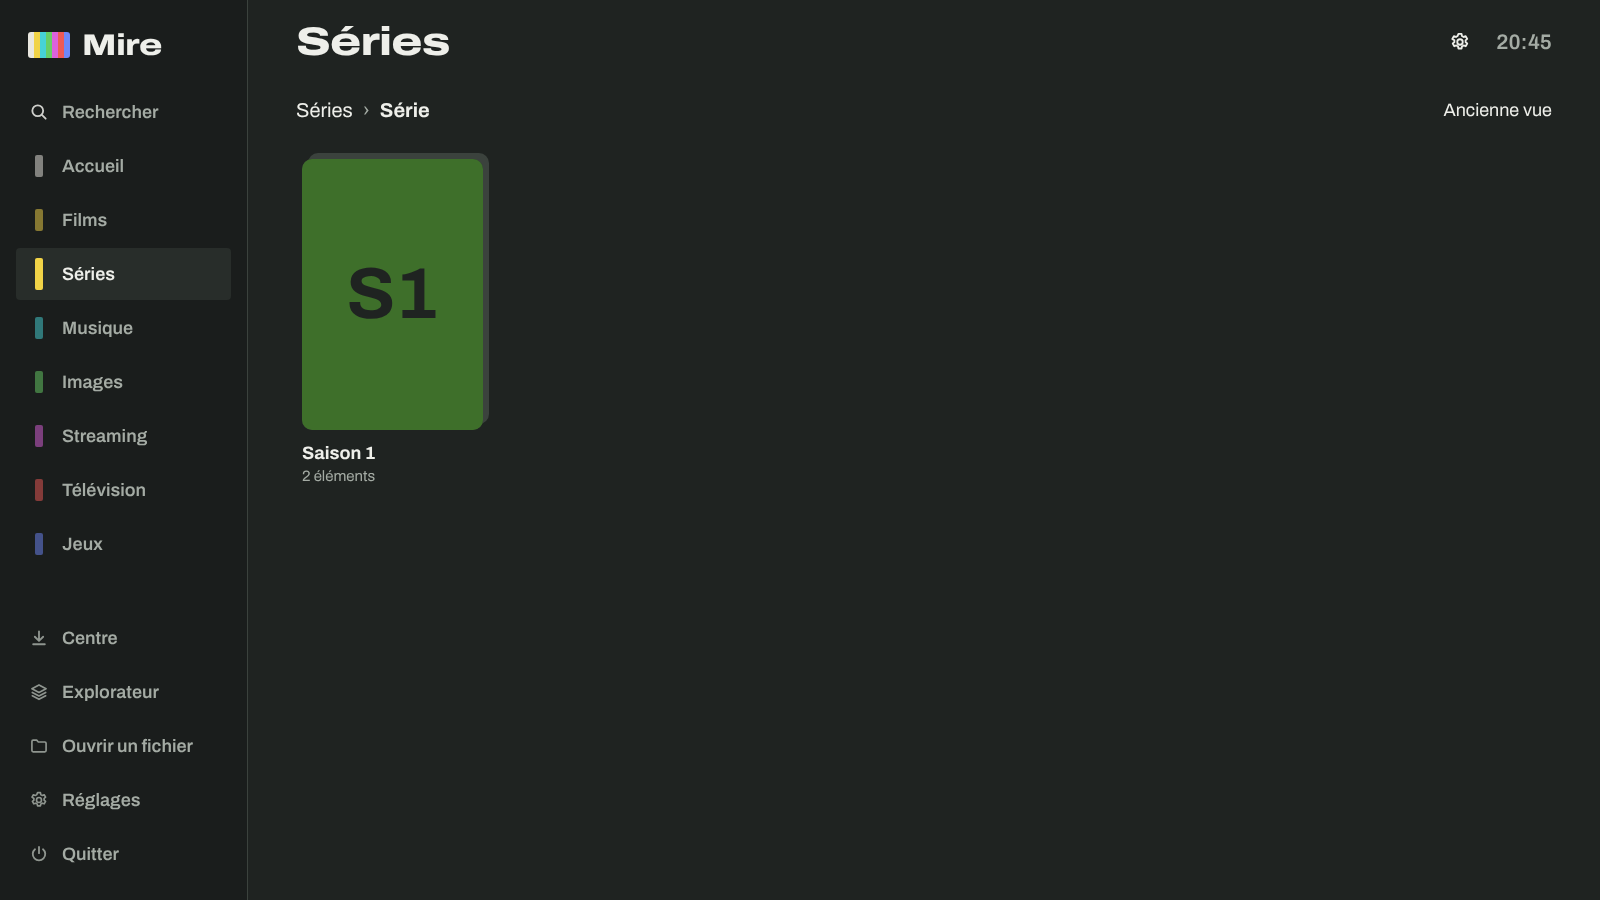 Mire
Rechercher
Accueil
Films
Séries
Musique
Images
Streaming
Télévision
Jeux
Centre
Explorateur
Ouvrir un fichier
Réglages
Quitter
Séries
20:45
Séries › Série
Ancienne vue
S1
Saison 1
2 éléments